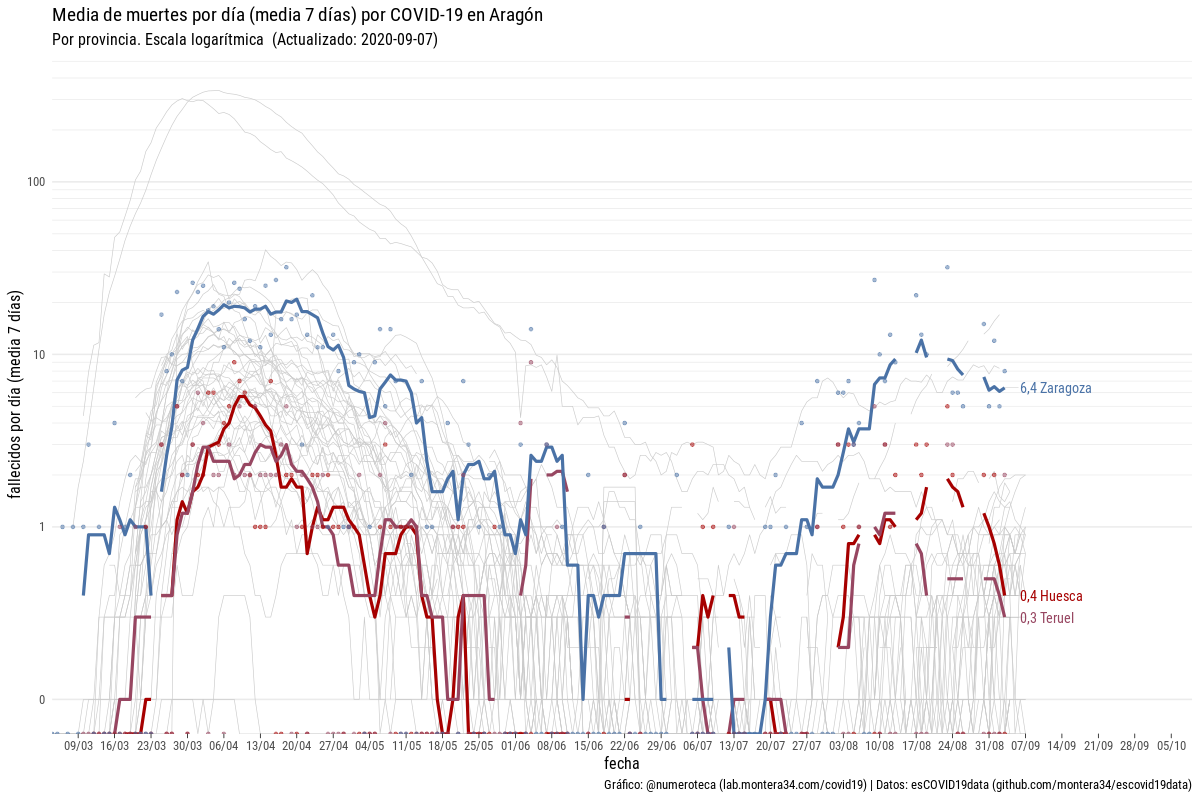 Media de muertes por día (media 7 días) por COVID-19 en Aragón
Por provincia. Escala logarítmica (Actualizado: 2020-09-07)
fallecidos por día (media 7 días)
100
10
1
0
6,4 Zaragoza
0,4 Huesca
0,3 Teruel
09/03 16/03 23/03 30/03 06/04 13/04 20/04 27/04 04/05 11/05 18/05 25/05 01/06 08/06 15/06 22/06 29/06 06/07 13/07 20/07 27/07 03/08 10/08 17/08 24/08 31/08 07/09 14/09 21/09 28/09 05/10
fecha
Gráfico: @numeroteca (lab.montera34.com/covid19) | Datos: esCOVID19data (github.com/montera34/escovid19data)